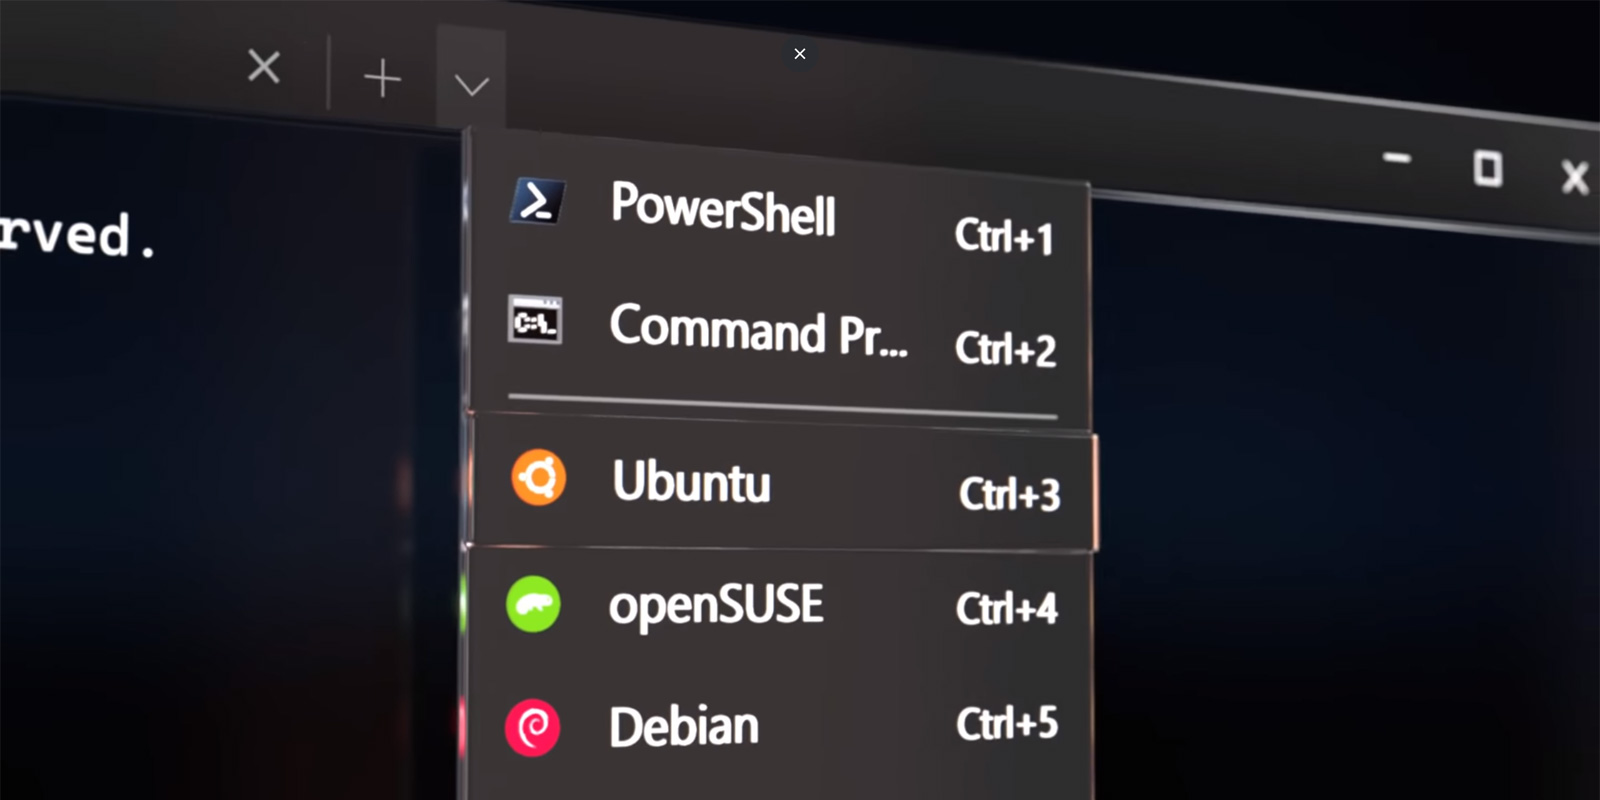 rved.
PowerShell Ctrl+1
C:\_
Command Pr... Ctrl+2
Ubuntu Ctrl+3
openSUSE Ctrl+4
Debian Ctrl+5